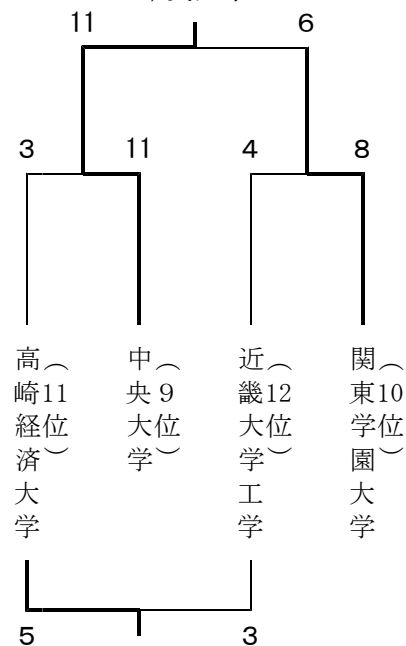 11 6
3 11 4 8
高崎経済大学
(11位)
中央大学
(9位)
近畿大学工学
(12位)
関東学園大学
(10位)
5 3